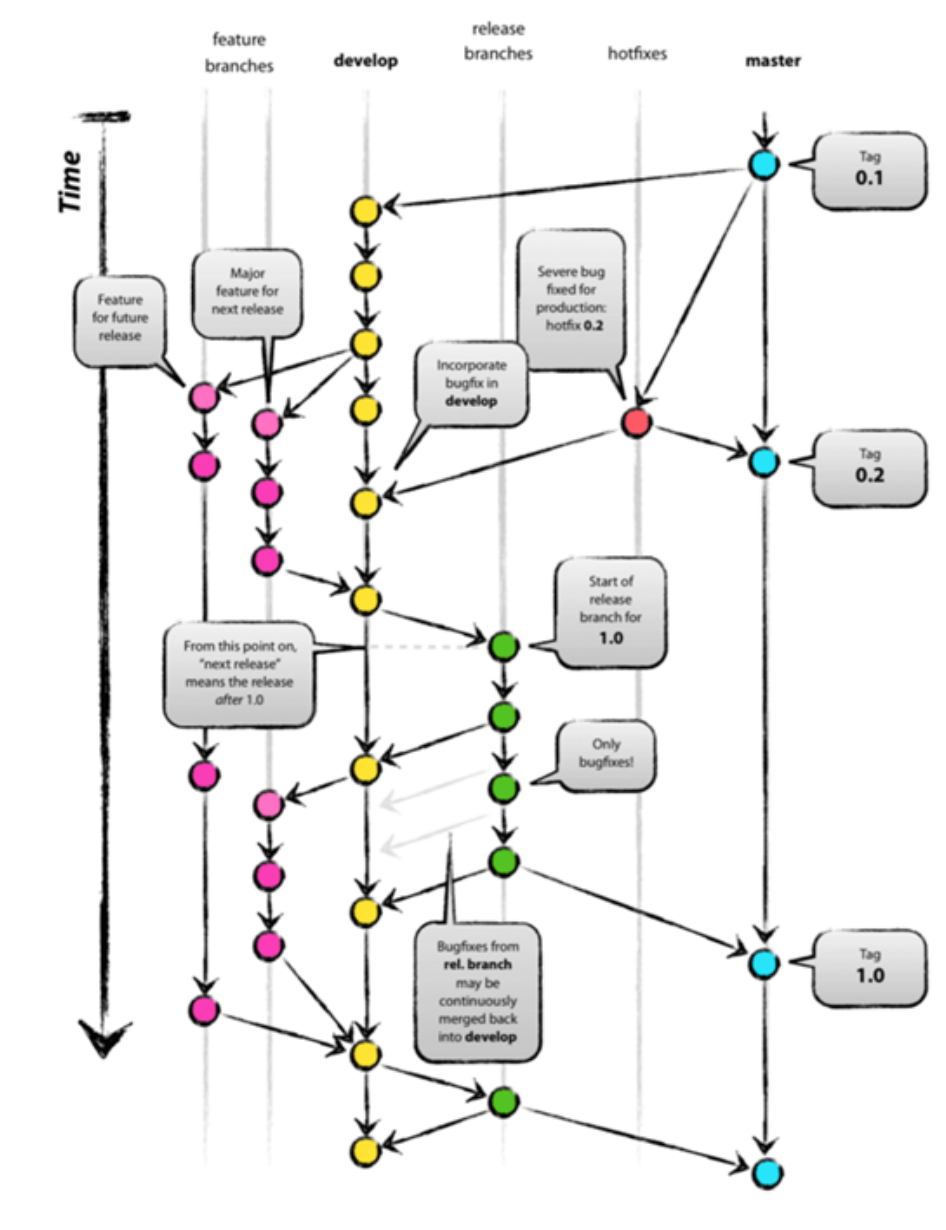 feature
branches
develop
release
branches
hotfixes
master
Time
Tag
0.1
Major
feature for
next release
Severe bug
fixed for
production:
hotfix 0.2
Feature
for future
release
Incorporate
bugfix in
develop
Tag
0.2
Start of
release
branch for
1.0
From this point on,
“next release”
means the release
after 1.0
Only
bugfixes!
Bugfixes from
rel. branch
may be
continuously
merged back
into develop
Tag
1.0